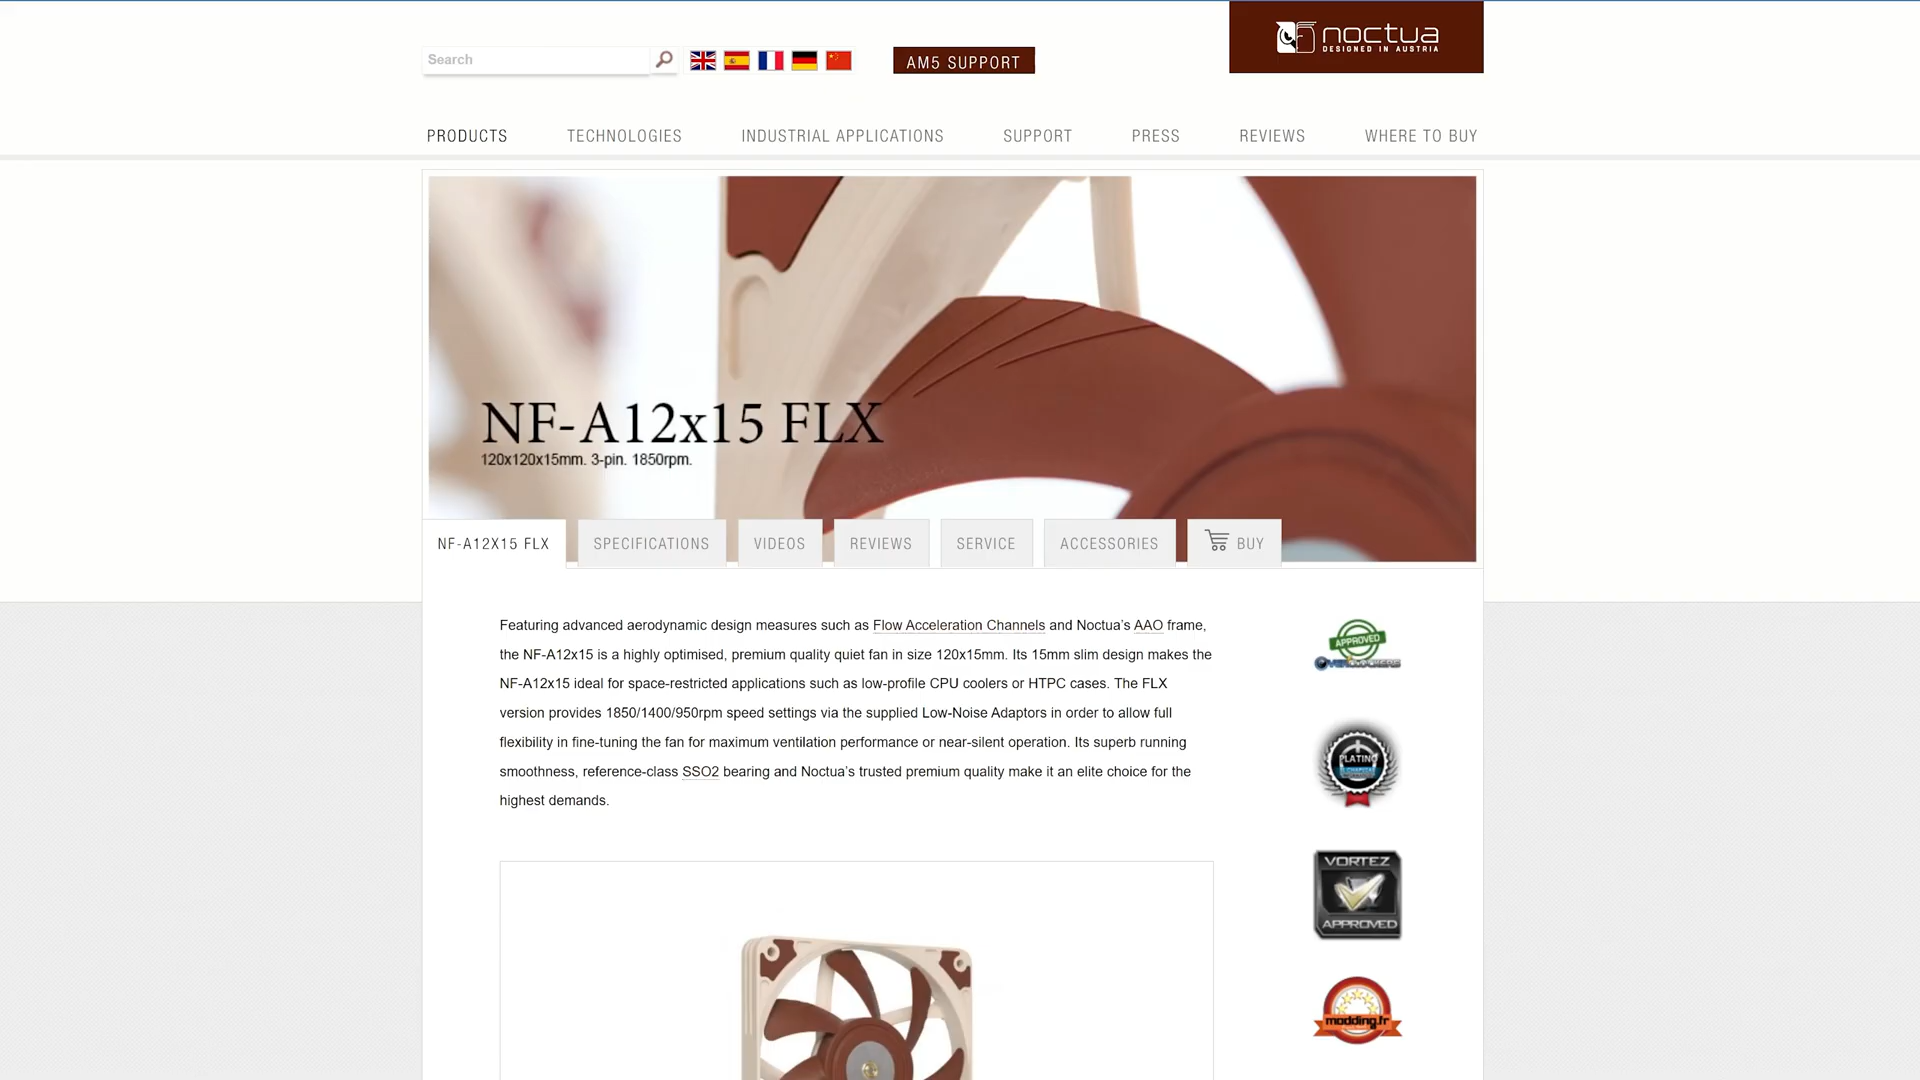 Search
AM5 SUPPORT
noctua
DESIGNED IN AUSTRIA
PRODUCTS
TECHNOLOGIES
INDUSTRIAL APPLICATIONS
SUPPORT
PRESS
REVIEWS
WHERE TO BUY
NF-A12x15 FLX
120x120x15mm. 3-pin. 1850rpm.
NF-A12X15 FLX
SPECIFICATIONS
VIDEOS
REVIEWS
SERVICE
ACCESSORIES
BUY
Featuring advanced aerodynamic design measures such as Flow Acceleration Channels and Noctua's AAO frame,
the NF-A12x15 is a highly optimised, premium quality quiet fan in size 120x15mm. Its 15mm slim design makes the
NF-A12x15 ideal for space-restricted applications such as low-profile CPU coolers or HTPC cases. The FLX
version provides 1850/1400/950rpm speed settings via the supplied Low-Noise Adaptors in order to allow full
flexibility in fine-tuning the fan for maximum ventilation performance or near-silent operation. Its superb running
smoothness, reference-class SSO2 bearing and Noctua's trusted premium quality make it an elite choice for the
highest demands.
APPROVED
OVERCLOCKERS
PLATINO
VORTEZ
APPROVED
modding.fr